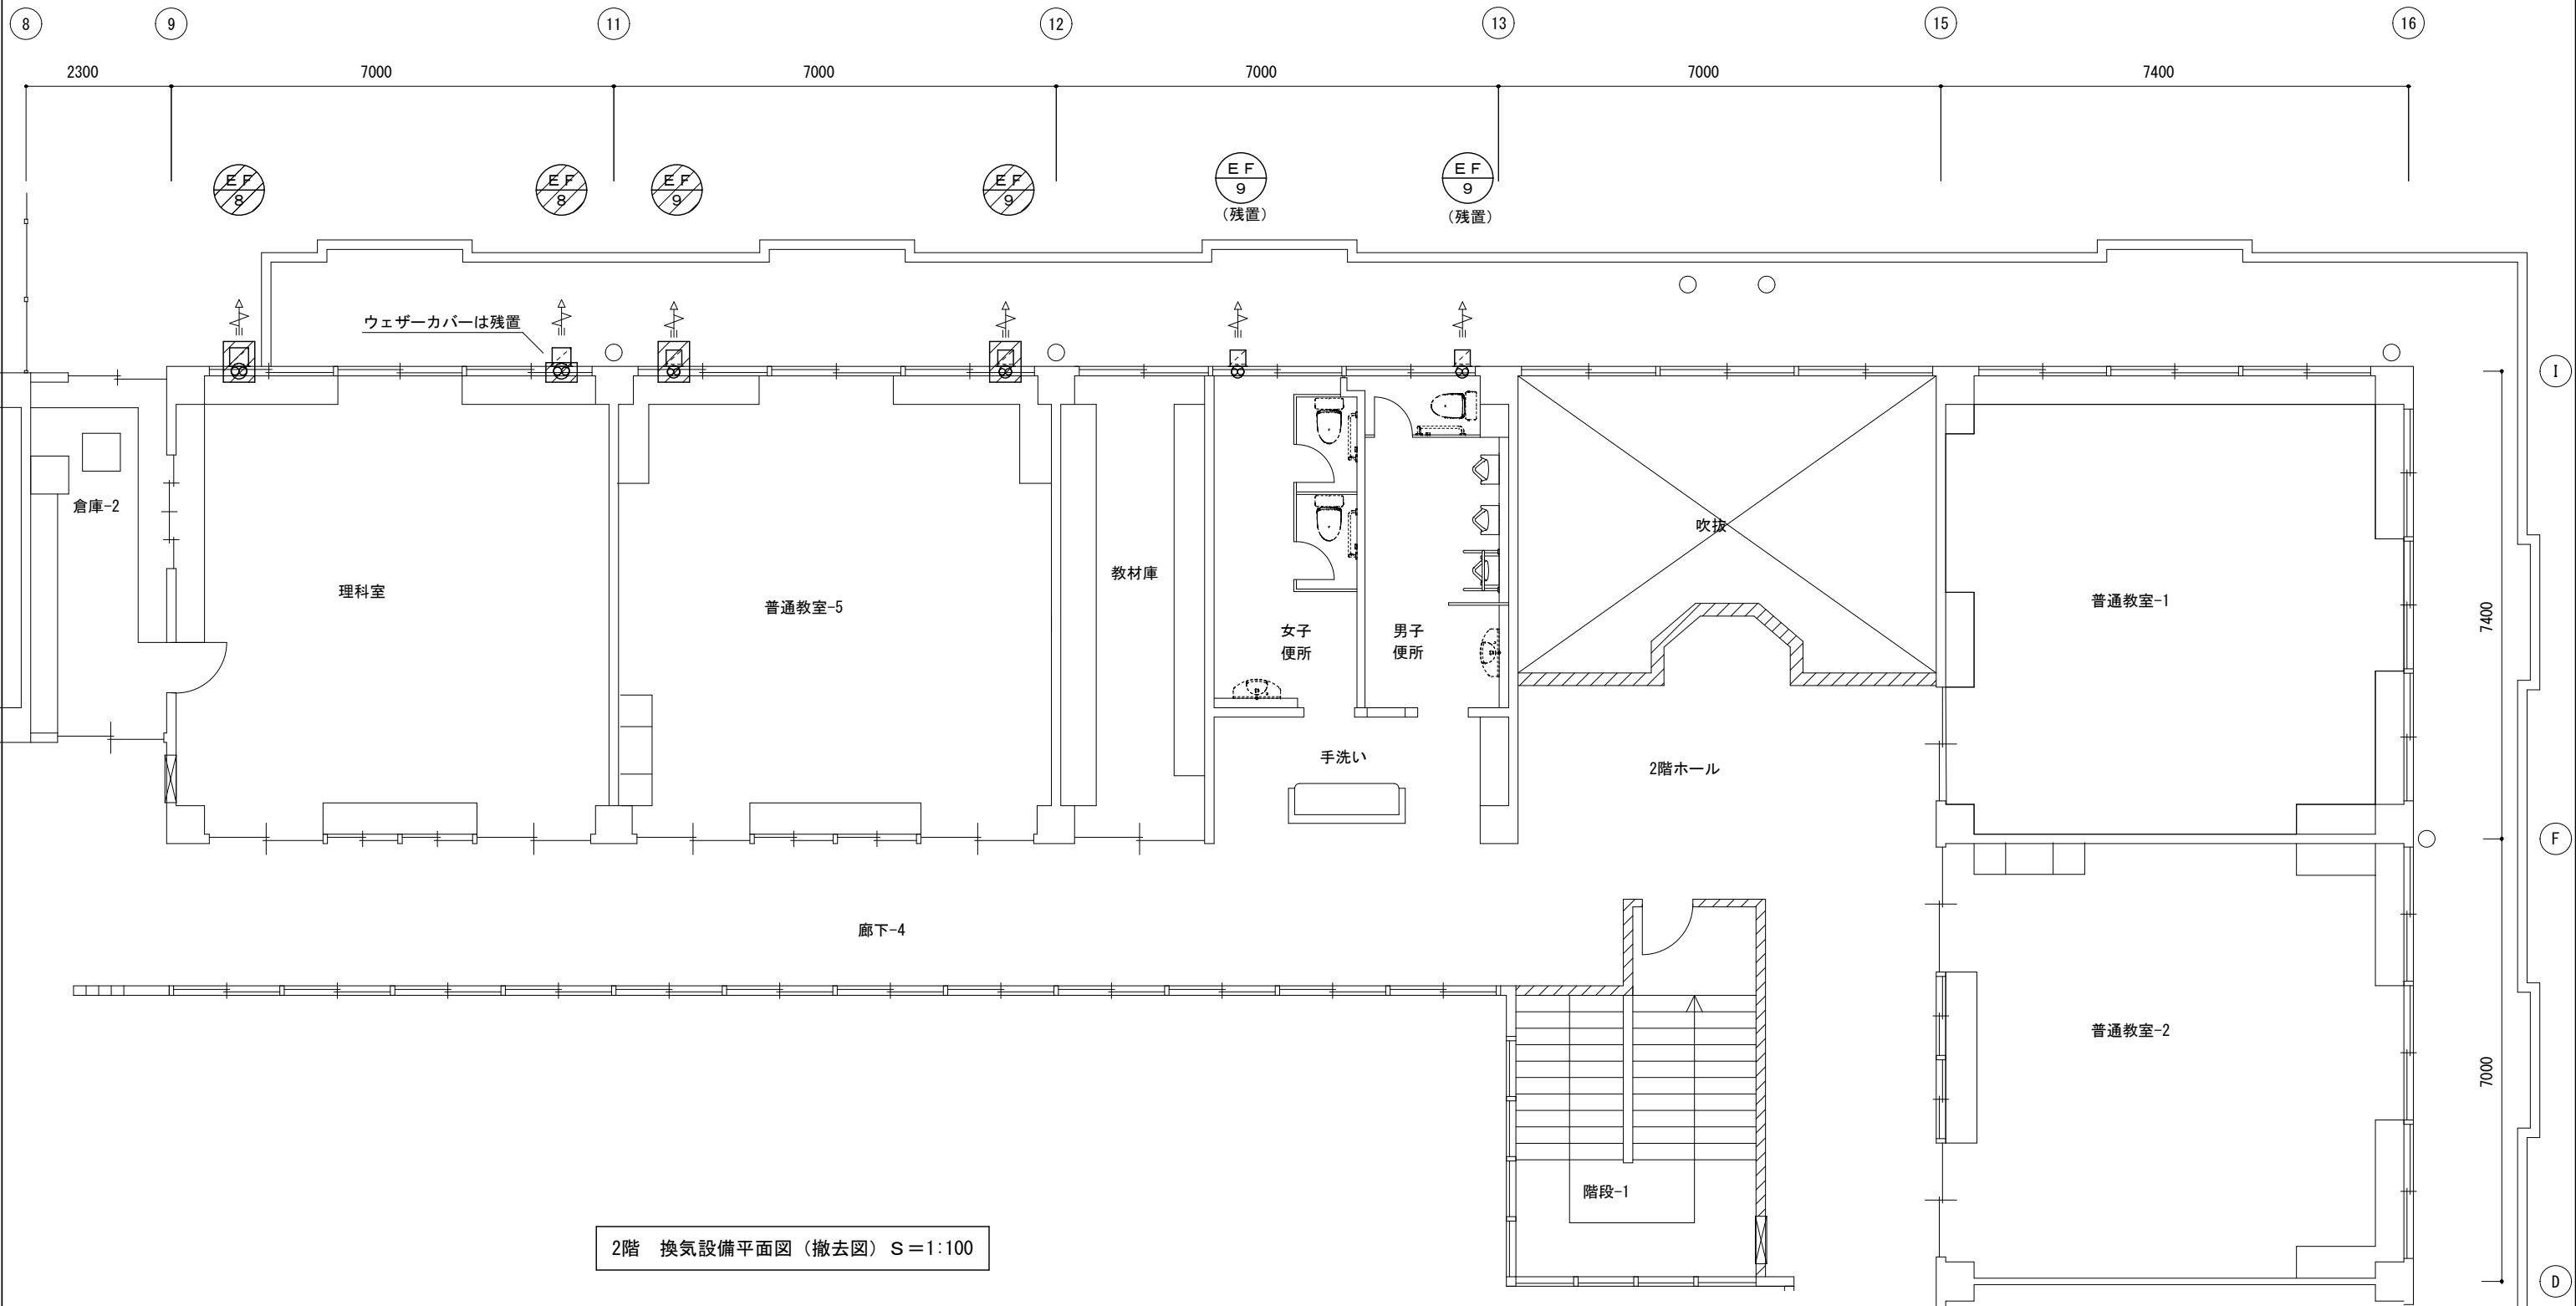 8
9
11
12
13
15
16
2300
7000
7000
7000
7000
7400
EF
8
EF
8
EF
9
EF
9
EF
9
(残置)
EF
9
(残置)
ウェザーカバーは残置
I
倉庫-2
理科室
普通教室-5
教材庫
女子
便所
男子
便所
吹抜
普通教室-1
7400
手洗い
2階ホール
F
廊下-4
普通教室-2
7000
階段-1
2階　換気設備平面図（撤去図）Ｓ＝1:100
D